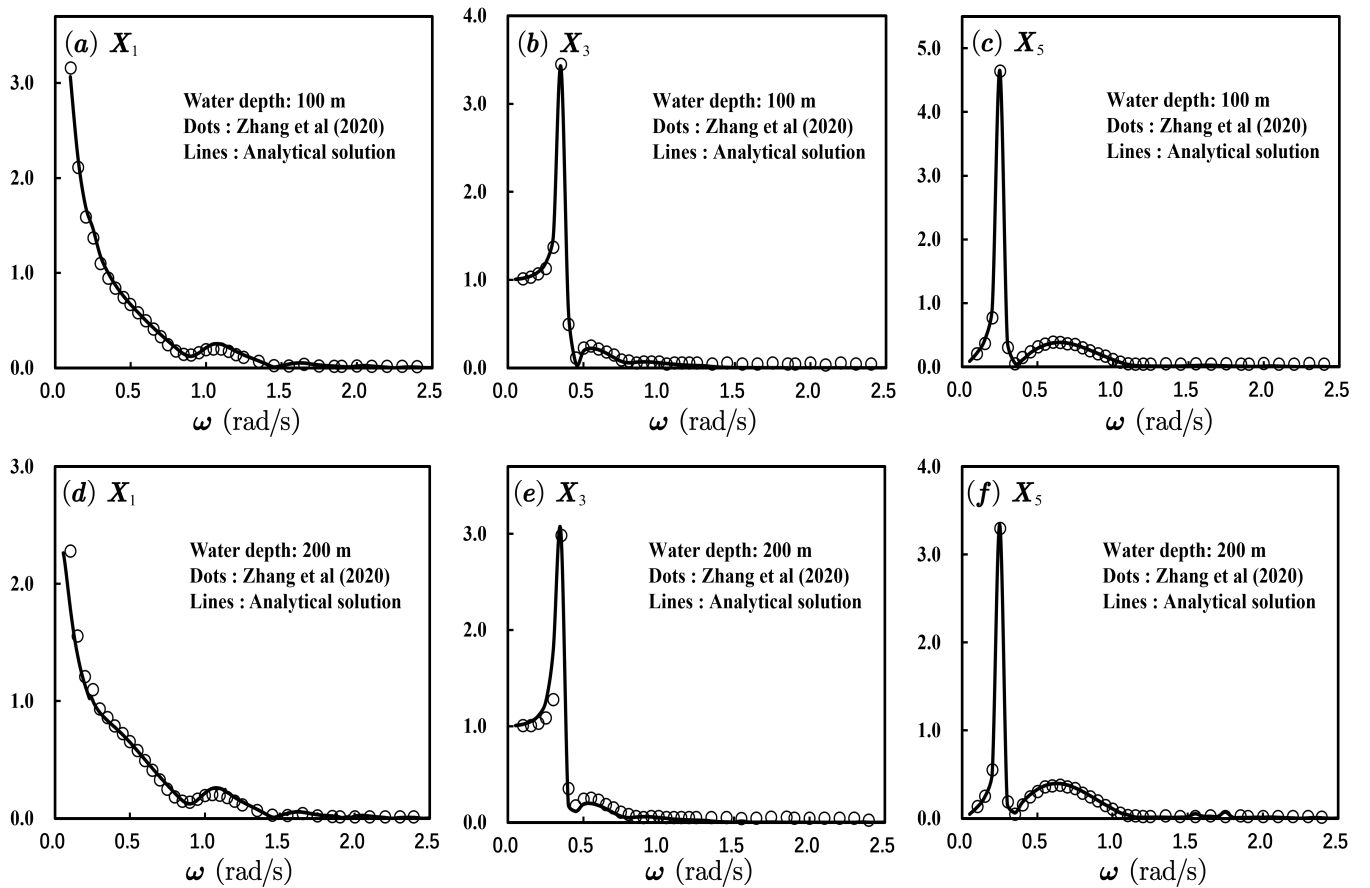 (a) X₁
Water depth: 100 m
Dots : Zhang et al (2020)
Lines : Analytical solution
3.0
2.0
1.0
0.0
0.0 0.5 1.0 1.5 2.0 2.5
ω (rad/s)
(b) X₃
Water depth: 100 m
Dots : Zhang et al (2020)
Lines : Analytical solution
4.0
3.0
2.0
1.0
0.0
0.0 0.5 1.0 1.5 2.0 2.5
ω (rad/s)
(c) X₅
Water depth: 100 m
Dots : Zhang et al (2020)
Lines : Analytical solution
5.0
4.0
3.0
2.0
1.0
0.0
0.0 0.5 1.0 1.5 2.0 2.5
ω (rad/s)
(d) X₁
Water depth: 200 m
Dots : Zhang et al (2020)
Lines : Analytical solution
3.0
2.0
1.0
0.0
0.0 0.5 1.0 1.5 2.0 2.5
ω (rad/s)
(e) X₃
Water depth: 200 m
Dots : Zhang et al (2020)
Lines : Analytical solution
3.0
2.0
1.0
0.0
0.0 0.5 1.0 1.5 2.0 2.5
ω (rad/s)
(f) X₅
Water depth: 200 m
Dots : Zhang et al (2020)
Lines : Analytical solution
4.0
3.0
2.0
1.0
0.0
0.0 0.5 1.0 1.5 2.0 2.5
ω (rad/s)